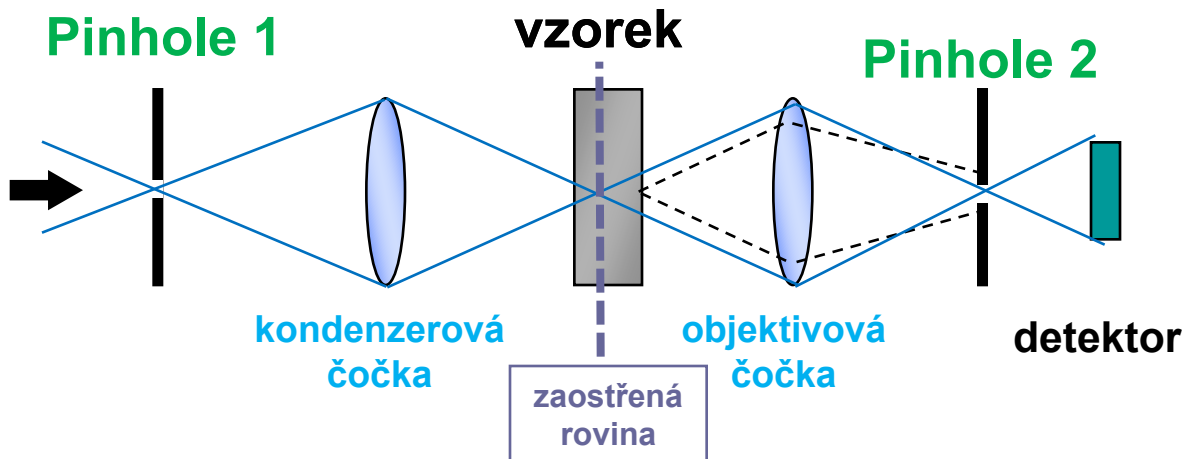 Pinhole 1
vzorek
Pinhole 2
kondenzerová
čočka
objektivová
čočka
detektor
zaostřená
rovina